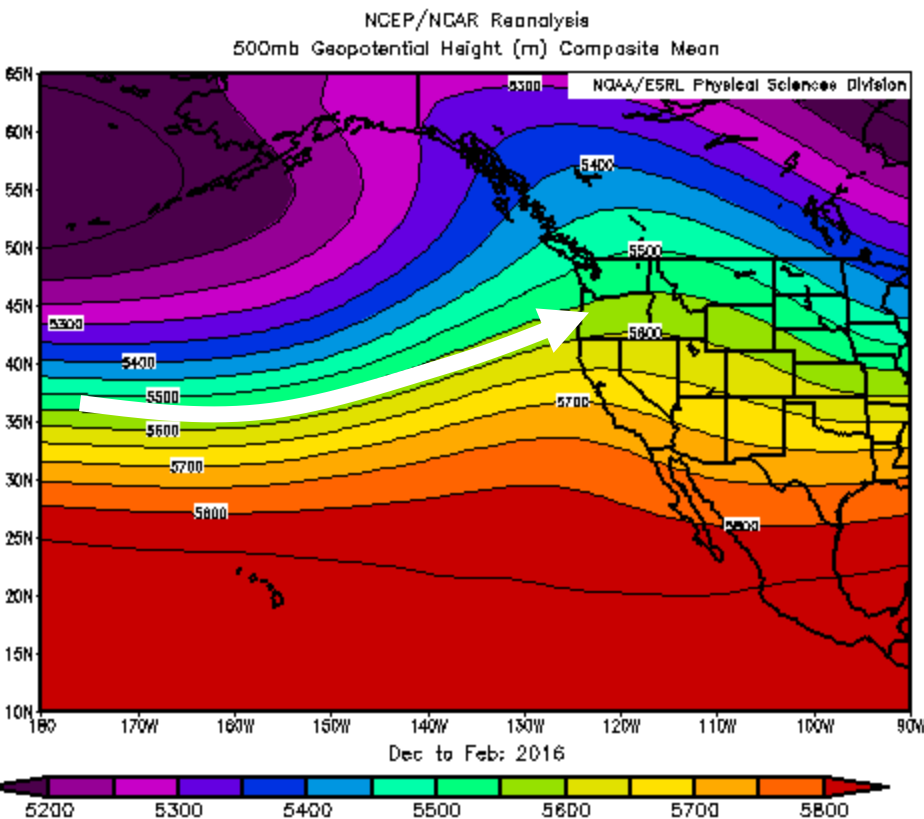 NCEP/NCAR Reanalysis
500mb Geopotential Height (m) Composite Mean
NOAA/ESRL Physical Sciences Division
65N
60N
55N
50N
45N
40N
35N
30N
25N
20N
15N
10N
5300
5400
5500
5300
5600
5400
5500
5700
5600
5700
5800
5800
180
170W
160W
150W
140W
130W
120W
110W
100W
90W
Dec to Feb: 2016
5200
5300
5400
5500
5600
5700
5800